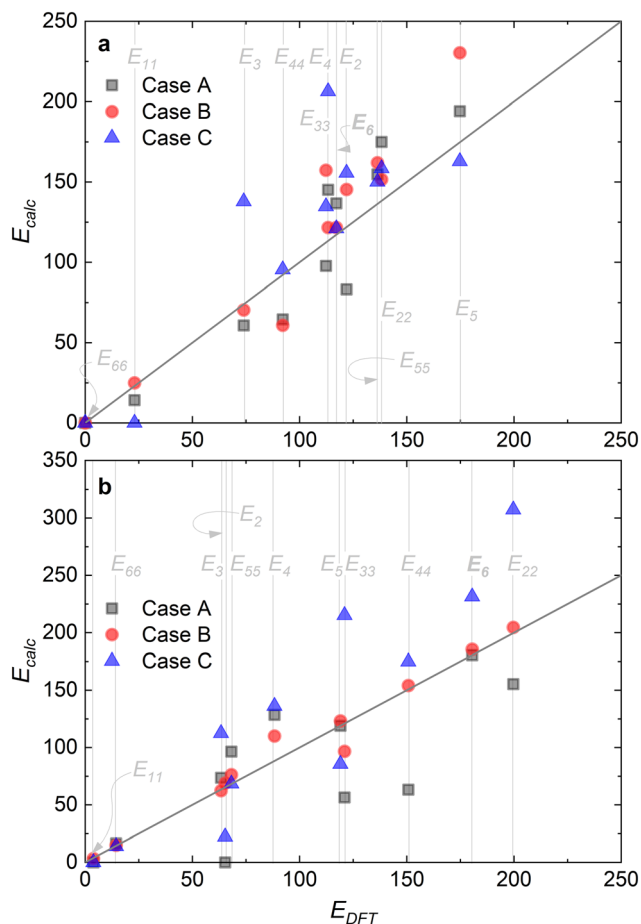 250
a
E11 E3 E44 E4 E2
200
Case A
Case B
E33 E6
Case C
150
Ecalc
100
E22 E5
50
E66
E55
0
0 50 100 150 200 250
350
b
300
E2
250
E66 E3 E55 E4 E5 E33 E44 E6 E22
Case A
200
Case B
Case C
Ecalc
150
100
E11
50
0
0 50 100 150 200 250
EDFT